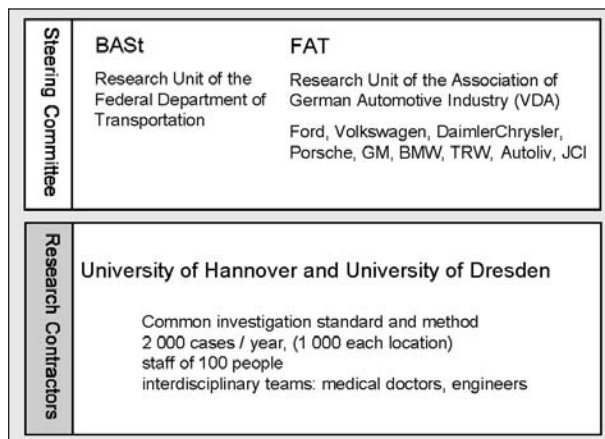 Steering Committee
BASt
Research Unit of the
Federal Department of
Transportation
FAT
Research Unit of the Association of
German Automotive Industry (VDA)
Ford, Volkswagen, DaimlerChrysler,
Porsche, GM, BMW, TRW, Autoliv, JCI
Research Contractors
University of Hannover and University of Dresden
Common investigation standard and method
2 000 cases / year, (1 000 each location)
staff of 100 people
interdisciplinary teams: medical doctors, engineers